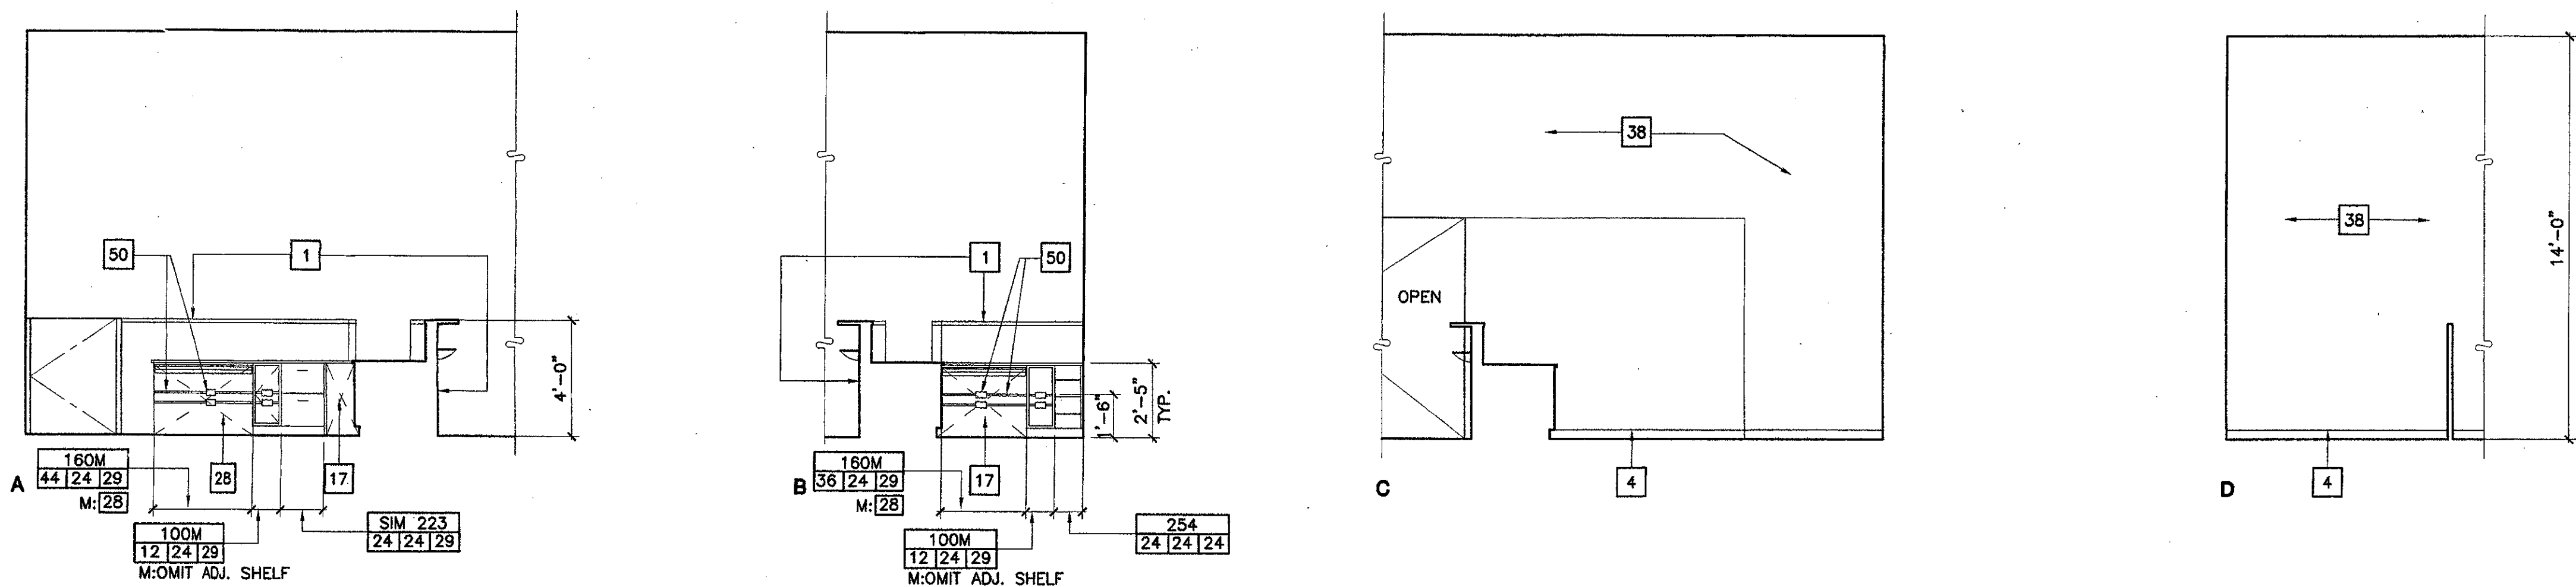 50
1
4'-0"
A
160M
44 24 29
M: 28
28
17
100M
12 24 29
M:OMIT ADJ. SHELF
SIM 223
24 24 29
1
50
1'-6"
2'-5"
TYP.
B
160M
36 24 29
M: 28
17
100M
12 24 29
M:OMIT ADJ. SHELF
254
24 24 24
38
OPEN
C
4
38
14'-0"
D
4